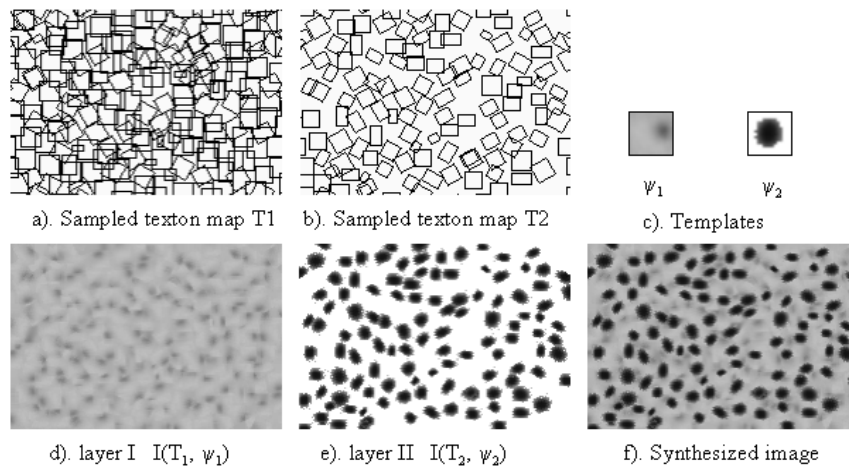 a). Sampled texton map T1
b). Sampled texton map T2
ψ₁
ψ₂
c). Templates
d). layer I I(T₁, ψ₁)
e). layer II I(T₂, ψ₂)
f). Synthesized image